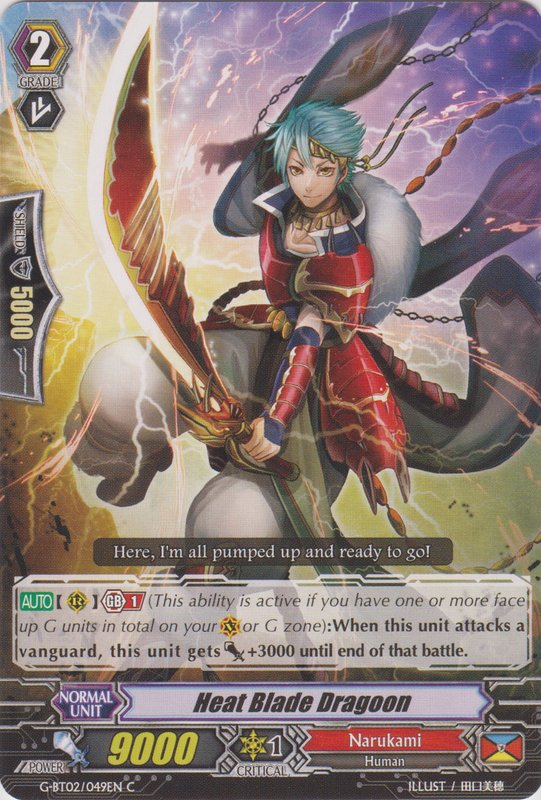 2
GRADE
SHIELD
5000
Here, I'm all pumped up and ready to go!
AUTO【 R 】GB 1 (This ability is active if you have one or more face
up G units in total on your V or G zone):When this unit attacks a
vanguard, this unit gets +3000 until end of that battle.
NORMAL
UNIT
Heat Blade Dragoon
POWER
9000
1
CRITICAL
Narukami
Human
G-BT02/049EN C
ILLUST / 田口美穂